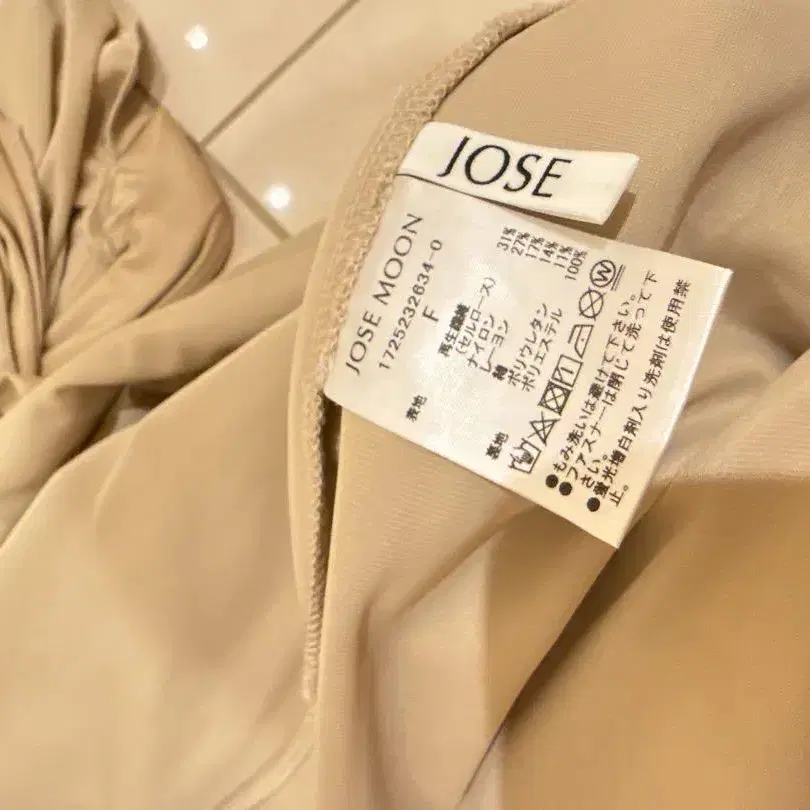 JOSE
JOSE MOON
1725232634-0
F
表地
再生繊維
(セルロース)
31%
ナイロン
27%
レーヨン
17%
綿
14%
ポリウレタン
11%
裏地
ポリエステル
100%
W
●もみ洗いは避けて下さい。
●ファスナーは閉じて洗って下
さい。
●蛍光増白剤入り洗剤は使用禁
止。